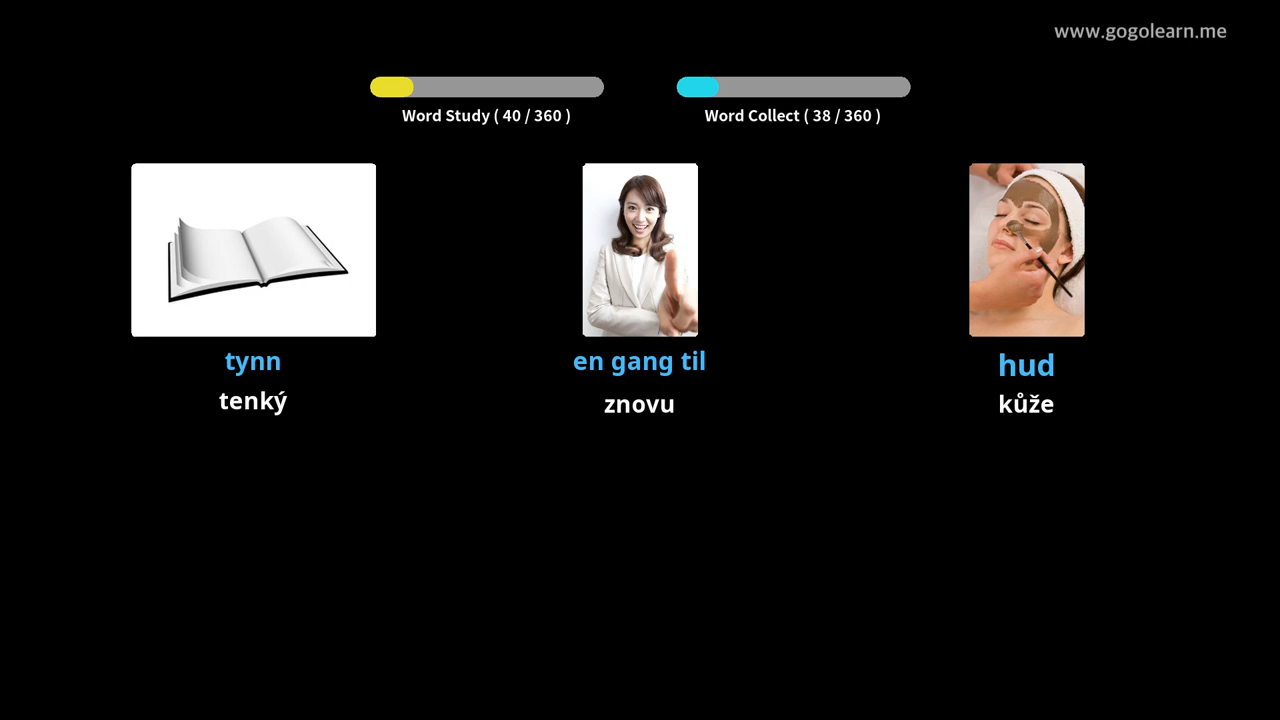 www.gogolearn.me
Word Study ( 40 / 360 )
Word Collect ( 38 / 360 )
tynn
tenký
en gang til
znovu
hud
kůže